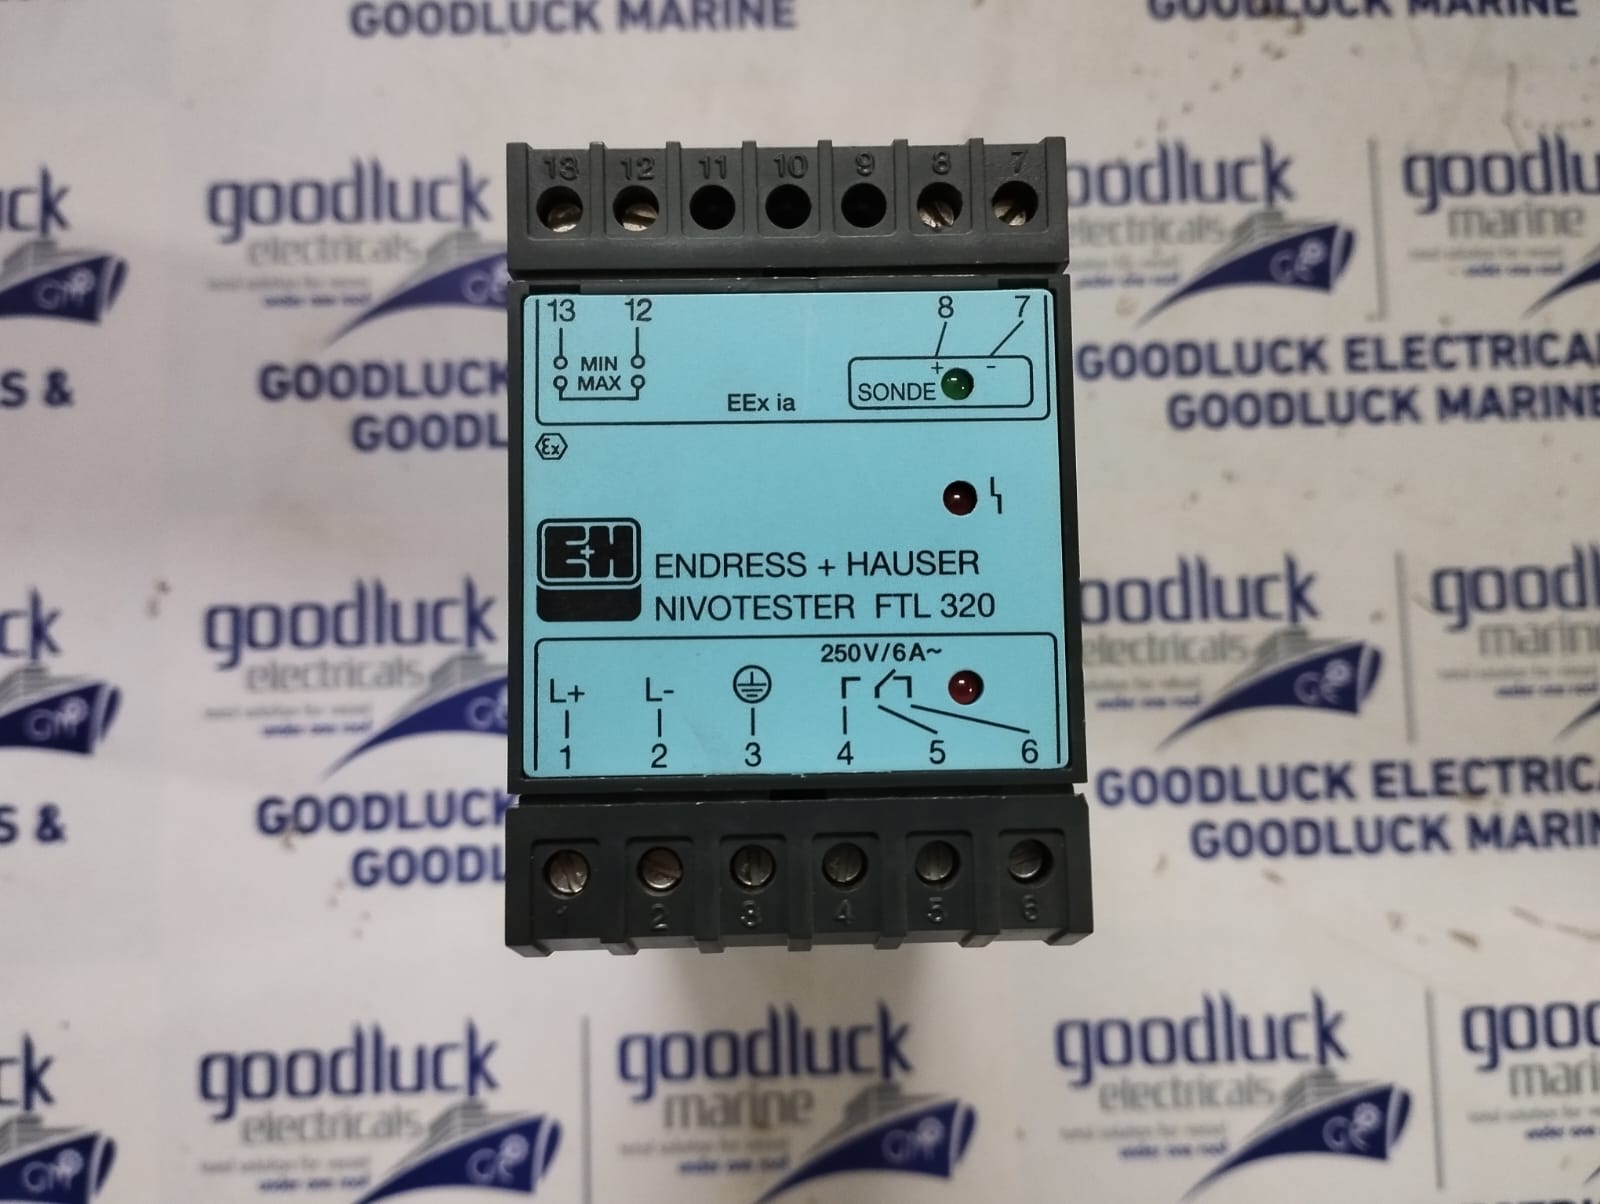 GOODLUCK MARINE
GOODLUCK MARINE
13 12 11 10 9 8 7
goodluck
electricals
goodluck
marine
13 12 8 7
MIN
MAX
+ -
SONDE
EEx ia
Ex
GOODLUCK ELECTRICA
GOODLUCK MARINE
S &
E+H
ENDRESS + HAUSER
NIVOTESTER FTL 320
goodluck
electricals
250V/6A~
L+ L-
1 2 3 4 5 6
GOODLUCK ELECTRICA
GOODLUCK MARIN
S &
1 2 3 4 5 6
goodluck
electricals
goodluck
marine
goodluck
electricals